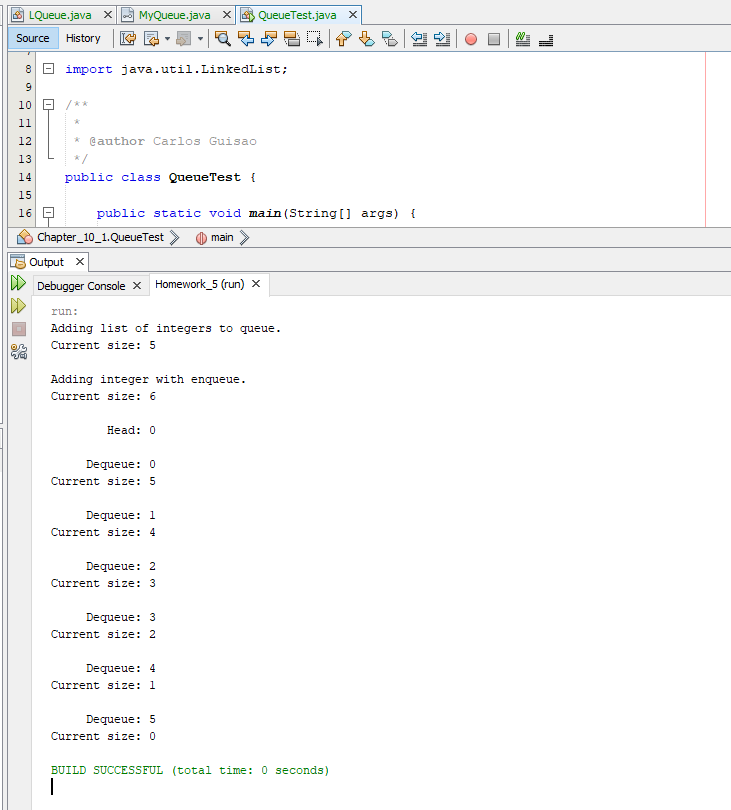 LQueue.java MyQueue.java QueueTest.java
Source History
8 import java.util.LinkedList;
9
10 /**
11 *
12 * @author Carlos Guisao
13 */
14 public class QueueTest {
15
16 public static void main(String[] args) {
Chapter_10_1.QueueTest main
Output
Debugger Console Homework_5 (run)
run:
Adding list of integers to queue.
Current size: 5
Adding integer with enqueue.
Current size: 6
Head: 0
Dequeue: 0
Current size: 5
Dequeue: 1
Current size: 4
Dequeue: 2
Current size: 3
Dequeue: 3
Current size: 2
Dequeue: 4
Current size: 1
Dequeue: 5
Current size: 0
BUILD SUCCESSFUL (total time: 0 seconds)